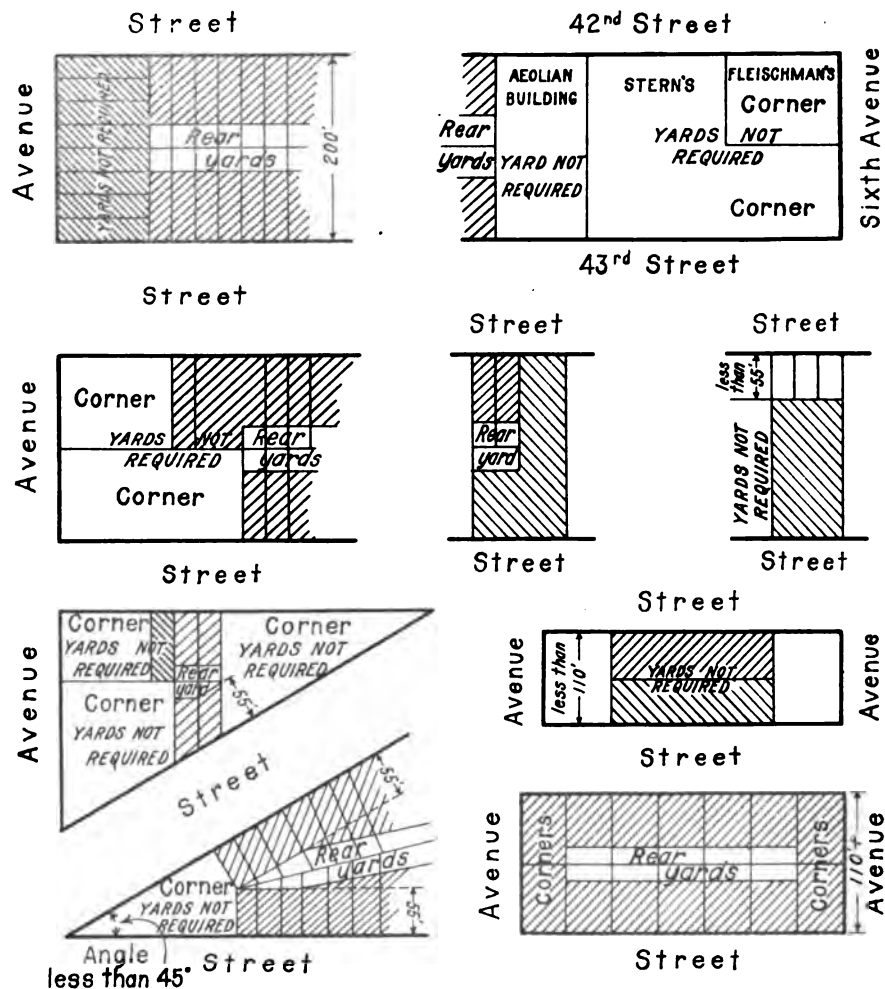 Street
Avenue
YARDS NOT REQUIRED
Rear
yards
200'
Street
42nd Street
AEOLIAN
BUILDING
STERN'S
FLEISCHMAN'S
Corner
Rear
yards
YARD NOT
REQUIRED
YARDS NOT
REQUIRED
Corner
Sixth Avenue
43rd Street
Avenue
Corner
YARDS NOT
REQUIRED
Rear
yards
Corner
Street
Street
Rear
yard
Street
Street
less than
55'
YARDS NOT
REQUIRED
Street
Avenue
Corner
YARDS NOT
REQUIRED
Rear
yard
Corner
YARDS NOT
REQUIRED
55'
Corner
YARDS NOT
REQUIRED
Street
55'
Rear
yards
Corner
YARDS NOT
REQUIRED
55'
Angle
less than 45°
Street
Street
Avenue
less than
110'
YARDS NOT
REQUIRED
Avenue
Street
Avenue
Corners
Rear
yards
Corners
110'+
Avenue
Street